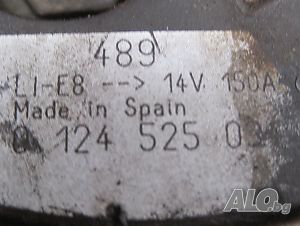 489
LI-E8 --> 14V 150A
Made in Spain
0 124 525 0
ALO.bg